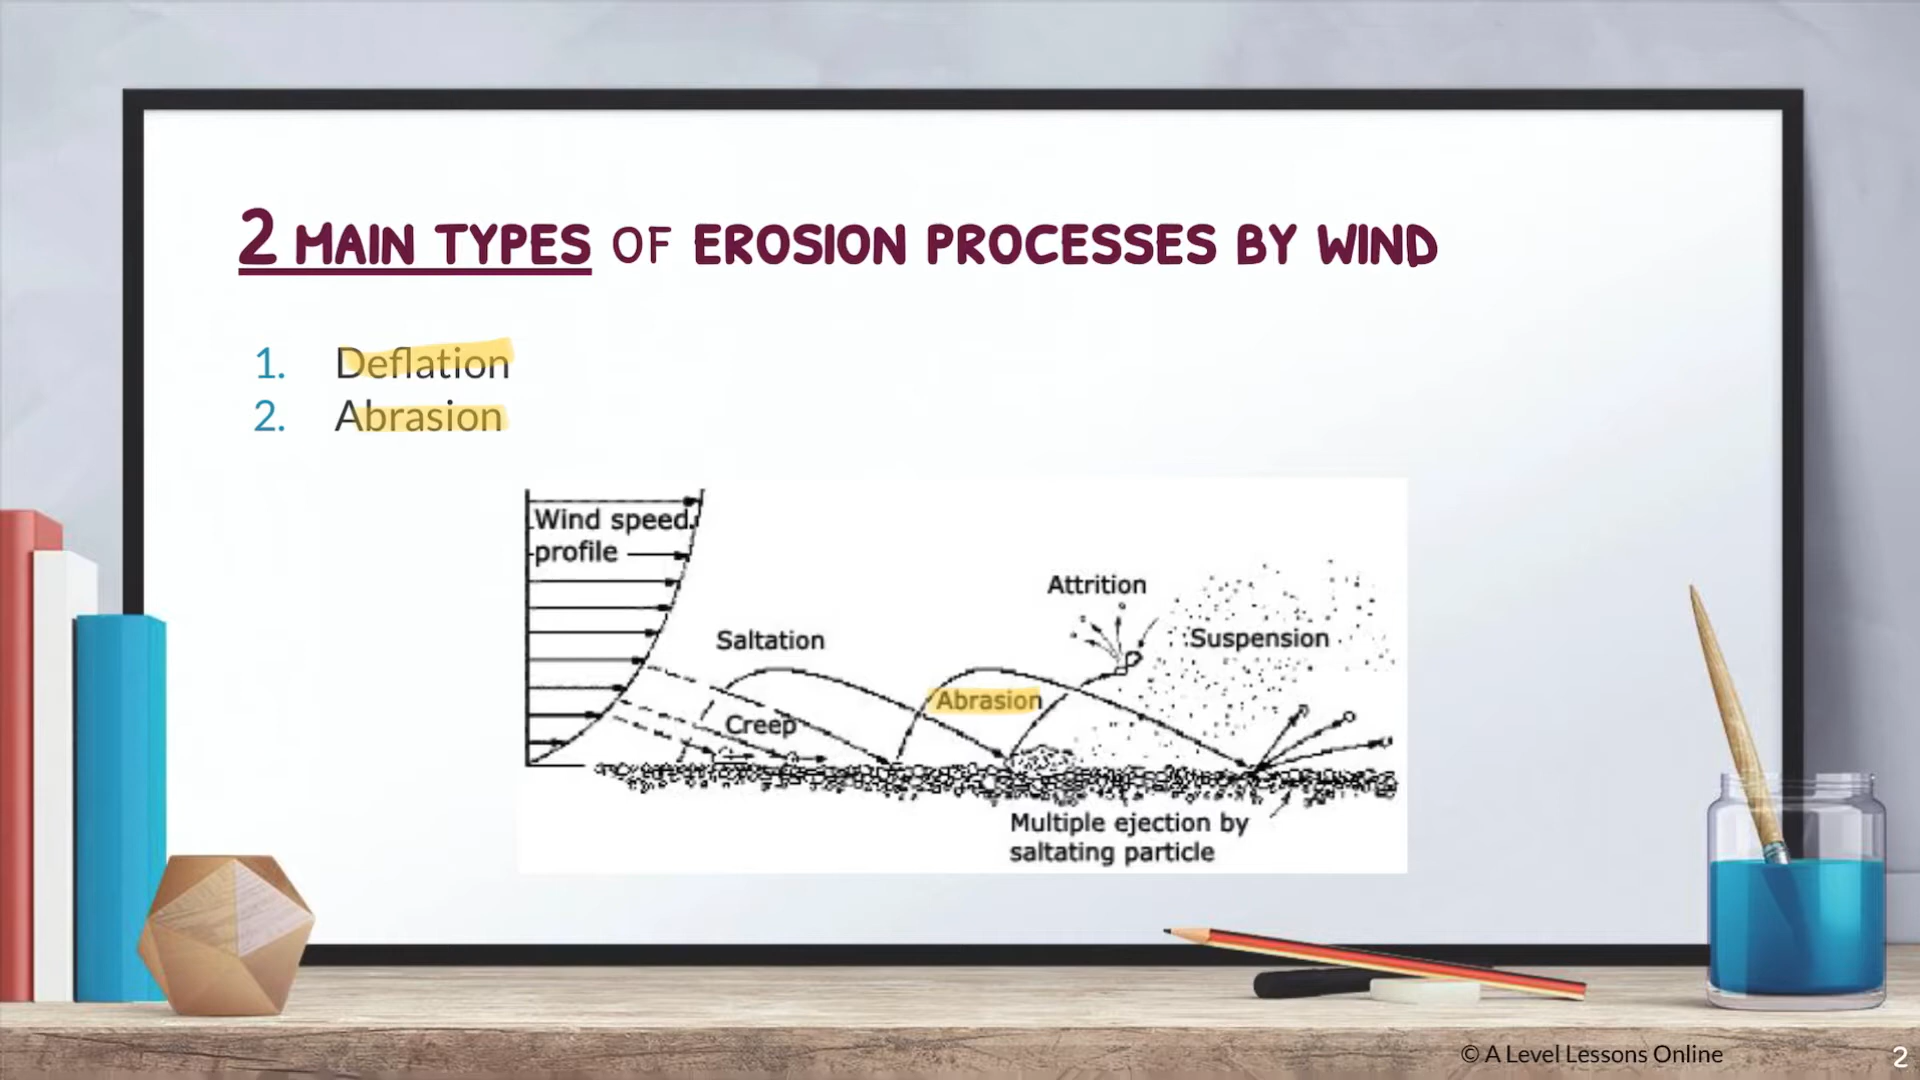 2 MAIN TYPES OF EROSION PROCESSES BY WIND
1. Deflation
2. Abrasion
Wind speed
profile
Attrition
Saltation
Suspension
Abrasion
Creep
Multiple ejection by
saltating particle
© A Level Lessons Online
2